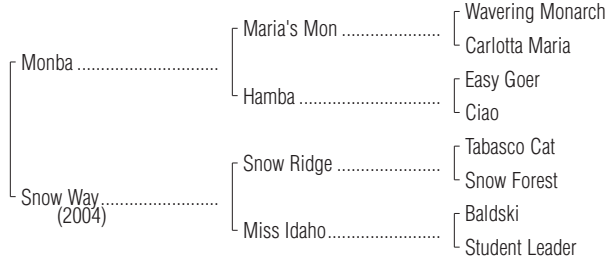 Wavering Monarch
Maria's Mon
Carlotta Maria
Monba
Easy Goer
Hamba
Ciao
Tabasco Cat
Snow Ridge
Snow Forest
Snow Way
(2004)
Baldski
Miss Idaho
Student Leader